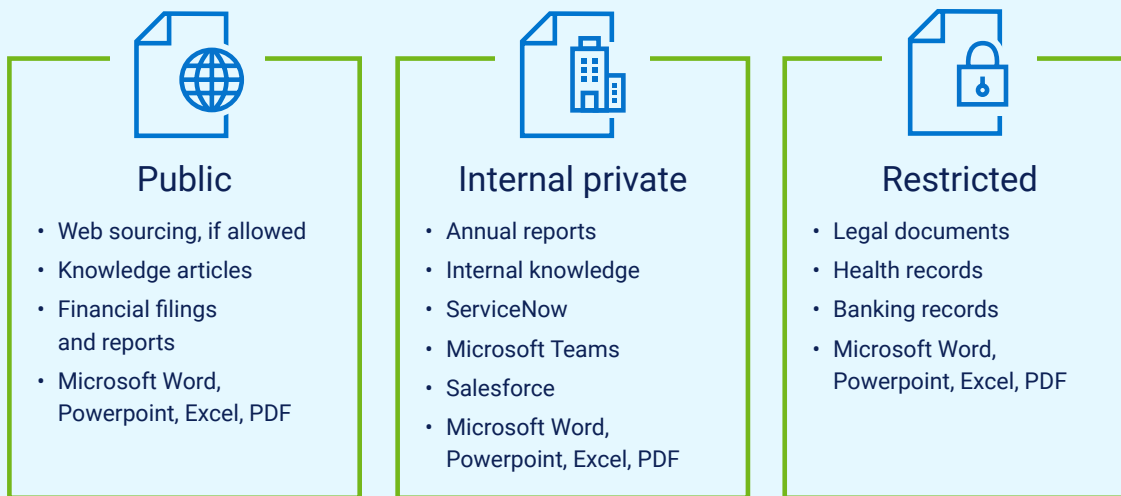 Public
• Web sourcing, if allowed
• Knowledge articles
• Financial filings
and reports
• Microsoft Word,
Powerpoint, Excel, PDF
Internal private
• Annual reports
• Internal knowledge
• ServiceNow
• Microsoft Teams
• Salesforce
• Microsoft Word,
Powerpoint, Excel, PDF
Restricted
• Legal documents
• Health records
• Banking records
• Microsoft Word,
Powerpoint, Excel, PDF